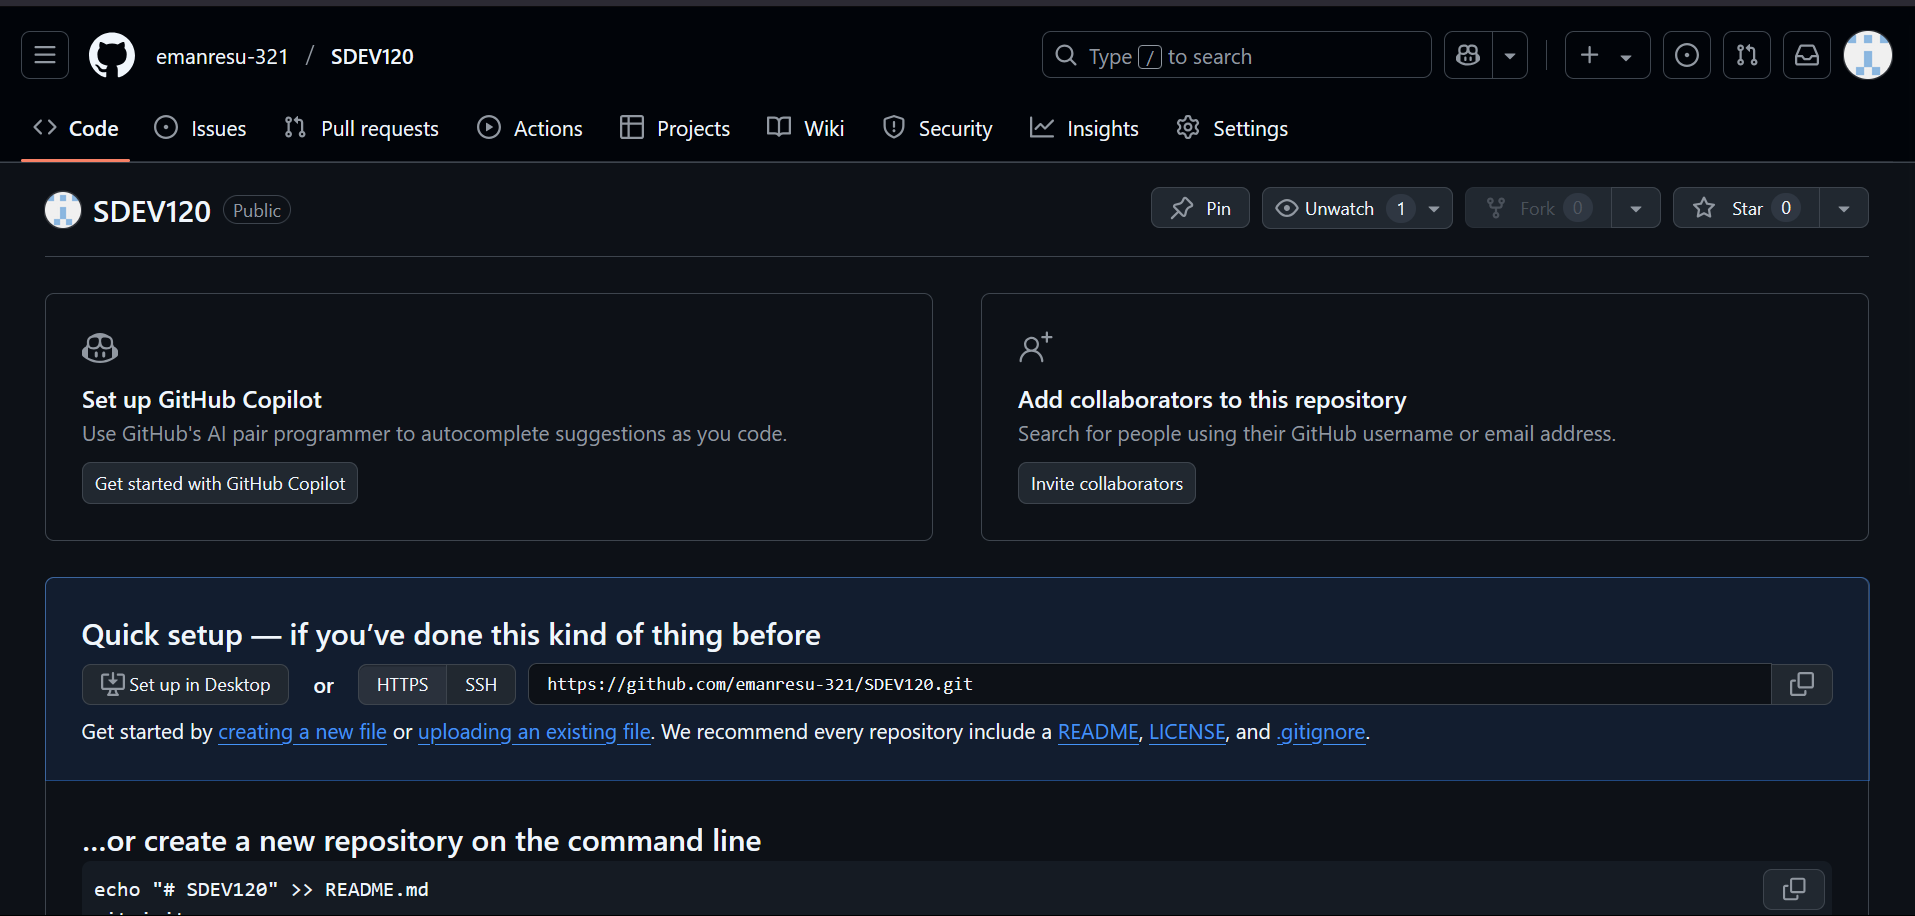 emanresu-321 / SDEV120
Type / to search
Code Issues Pull requests Actions Projects Wiki Security Insights Settings
SDEV120 Public
Pin Unwatch 1 Fork 0 Star 0
Set up GitHub Copilot
Use GitHub's AI pair programmer to autocomplete suggestions as you code.
Get started with GitHub Copilot
Add collaborators to this repository
Search for people using their GitHub username or email address.
Invite collaborators
Quick setup — if you’ve done this kind of thing before
Set up in Desktop or HTTPS SSH https://github.com/emanresu-321/SDEV120.git
Get started by creating a new file or uploading an existing file. We recommend every repository include a README, LICENSE, and .gitignore.
…or create a new repository on the command line
echo "# SDEV120" >> README.md